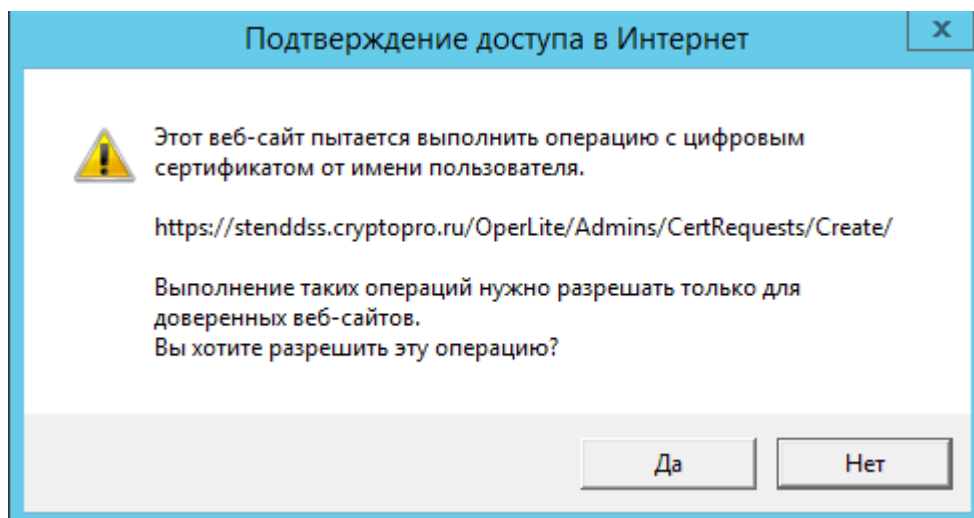 Подтверждение доступа в Интернет
x
Этот веб-сайт пытается выполнить операцию с цифровым
сертификатом от имени пользователя.
https://stenddss.cryptopro.ru/OperLite/Admins/CertRequests/Create/
Выполнение таких операций нужно разрешать только для
доверенных веб-сайтов.
Вы хотите разрешить эту операцию?
Да
Нет